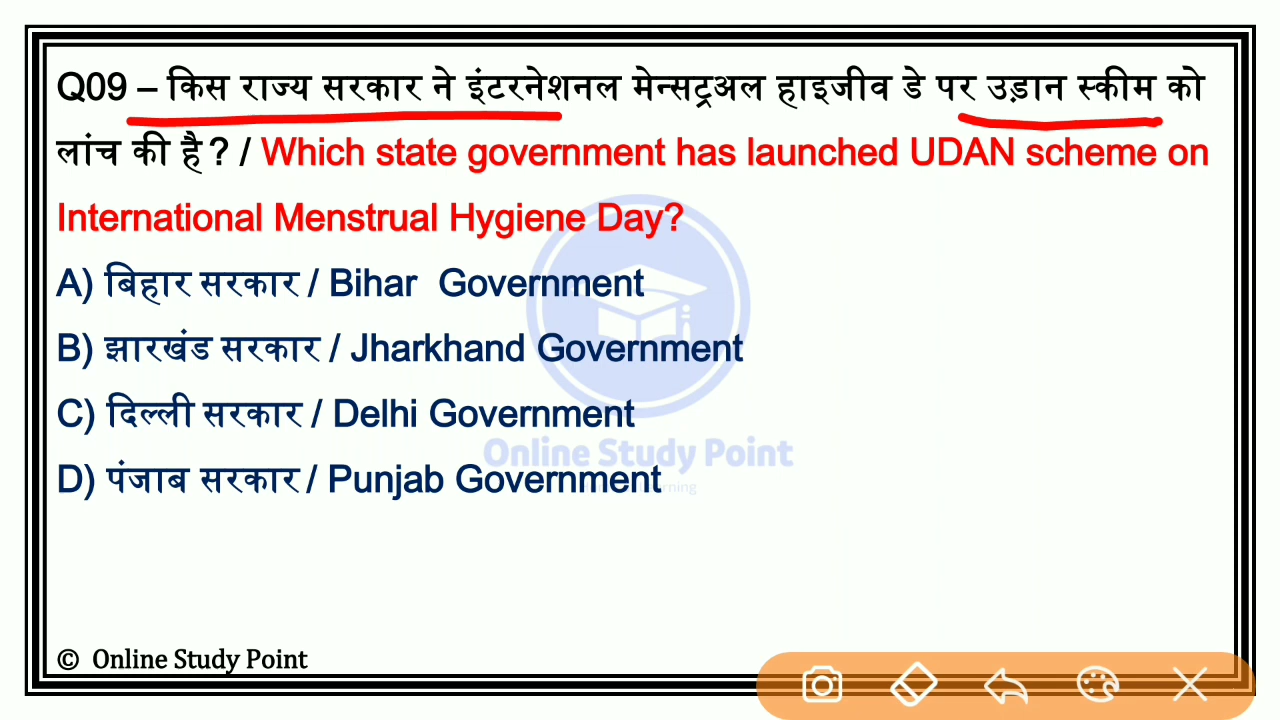 Q09 – किस राज्य सरकार ने इंटरनेशनल मेन्सट्रअल हाइजीव डे पर उड़ान स्कीम को
लांच की है? / Which state government has launched UDAN scheme on
International Menstrual Hygiene Day?
A) बिहार सरकार / Bihar Government
B) झारखंड सरकार / Jharkhand Government
C) दिल्ली सरकार / Delhi Government
Online Study Point
D) पंजाब सरकार / Punjab Government
© Online Study Point